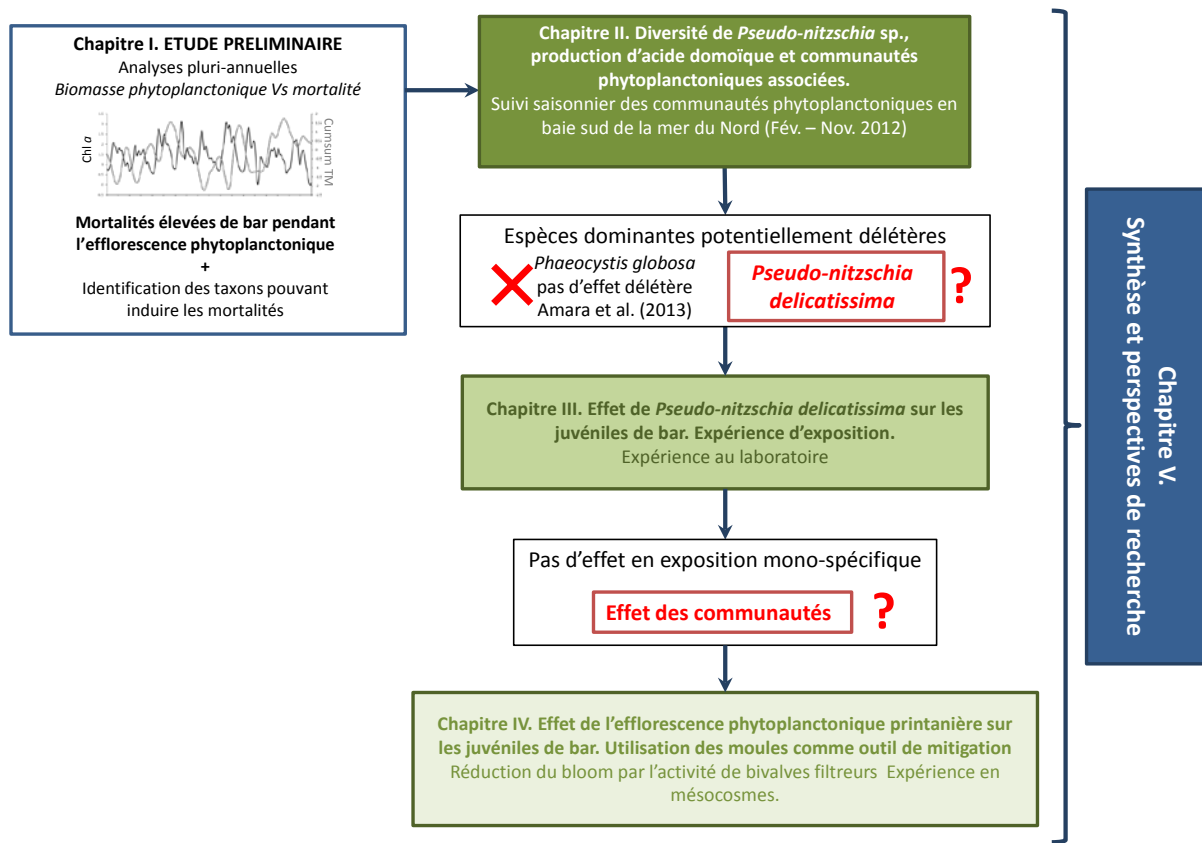 Chapitre I. ETUDE PRELIMINAIRE
Analyses pluri-annuelles
Biomasse phytoplanctonique Vs mortalité
Chl a
Cumsum TM
Mortalités élevées de bar pendant
l'efflorescence phytoplanctonique
+
Identification des taxons pouvant
induire les mortalités
Chapitre II. Diversité de Pseudo-nitzschia sp.,
production d'acide domoïque et communautés
phytoplanctoniques associées.
Suivi saisonnier des communautés phytoplanctoniques en
baie sud de la mer du Nord (Fév. – Nov. 2012)
Espèces dominantes potentiellement délétères
Phaeocystis globosa
pas d'effet délétère
Amara et al. (2013)
Pseudo-nitzschia
delicatissima
?
Chapitre III. Effet de Pseudo-nitzschia delicatissima sur les
juvéniles de bar. Expérience d'exposition.
Expérience au laboratoire
Pas d'effet en exposition mono-spécifique
Effet des communautés
?
Chapitre IV. Effet de l'efflorescence phytoplanctonique printanière sur
les juvéniles de bar. Utilisation des moules comme outil de mitigation
Réduction du bloom par l'activité de bivalves filtreurs Expérience en
mésocosmes.
Chapitre V.
Synthèse et perspectives de recherche